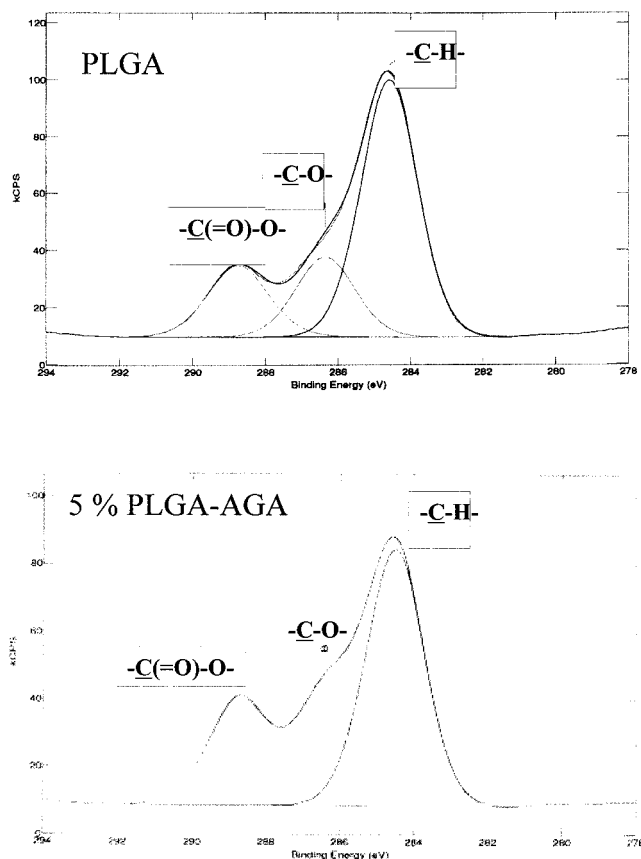 PLGA
-C-H-
-C-O-
-C(=O)-O-
kCPS
120
100
80
60
40
20
0
294
292
290
288
286
284
282
280
278
Binding Energy (eV)
5 % PLGA-AGA
-C-H-
-C-O-
-C(=O)-O-
kCPS
100
80
60
40
20
0
294
292
290
288
286
284
282
280
278
Binding Energy (eV)